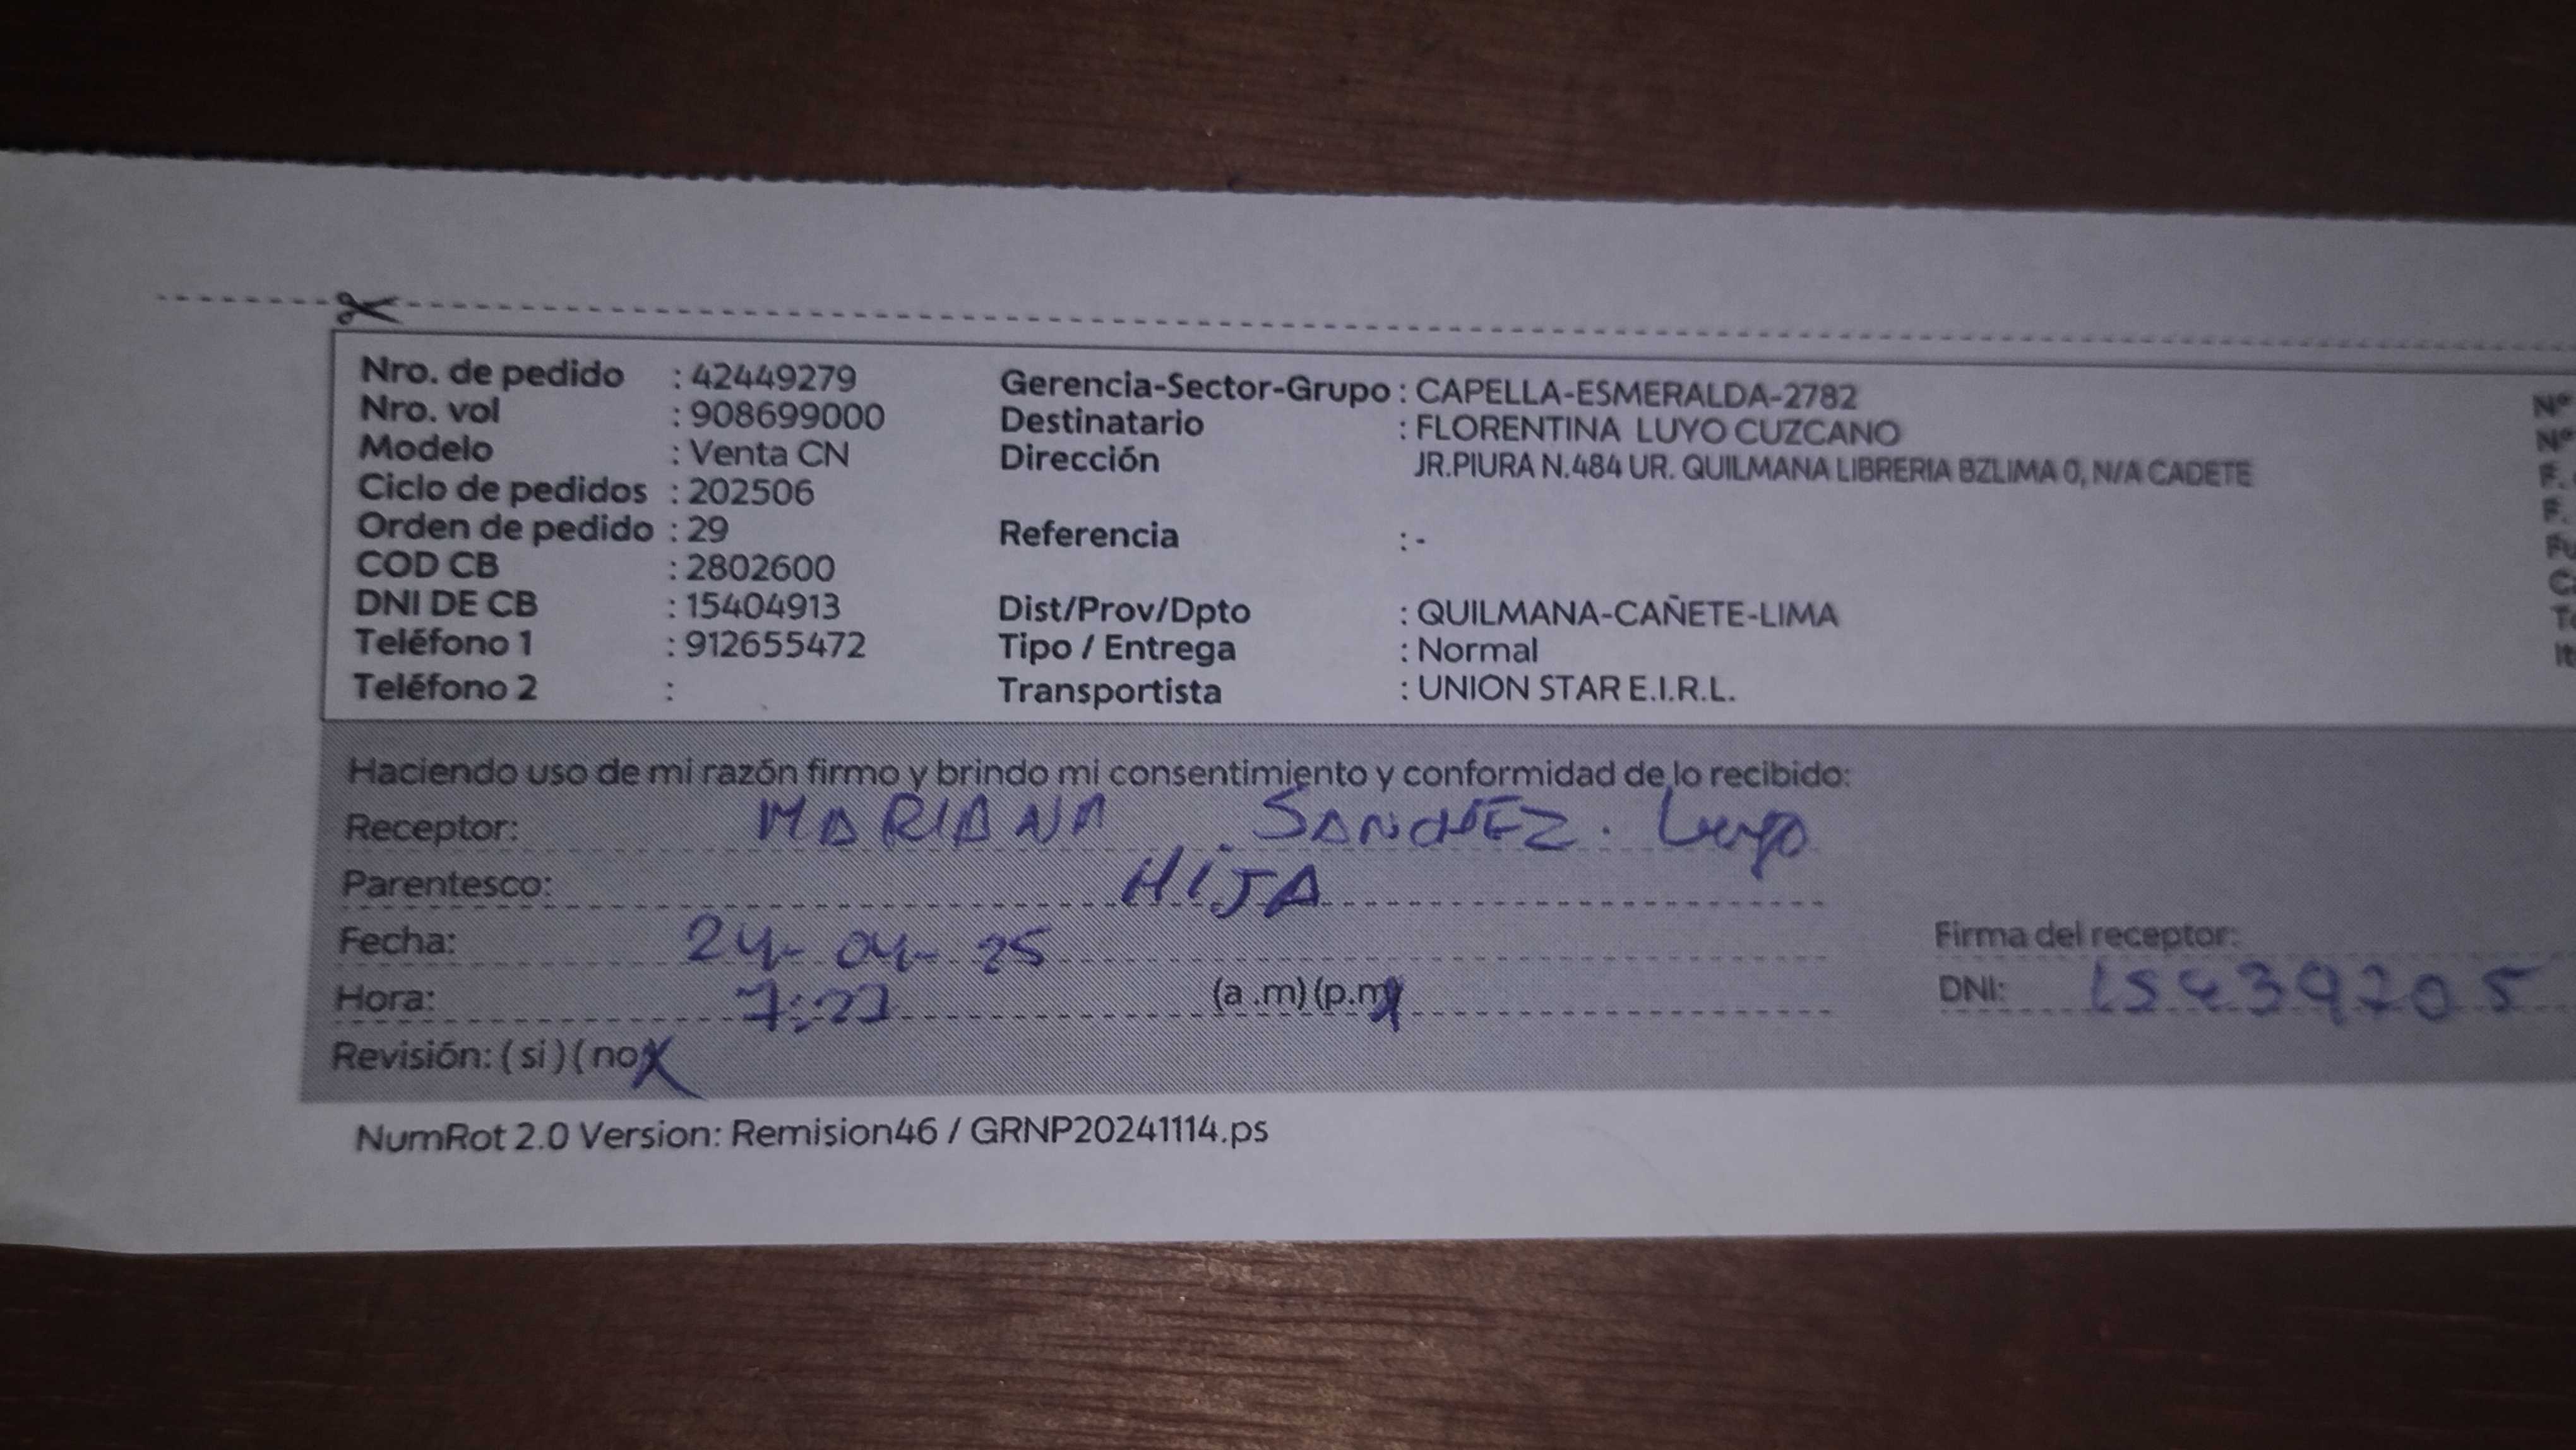 Nro. de pedido : 42449279
Nro. vol : 908699000
Modelo : Venta CN
Ciclo de pedidos : 202506
Orden de pedido : 29
COD CB : 2802600
DNI DE CB : 15404913
Teléfono 1 : 912655472
Teléfono 2 :
Gerencia-Sector-Grupo : CAPELLA-ESMERALDA-2782
Destinatario : FLORENTINA LUYO CUZCANO
Dirección JR.PIURA N.484 UR. QUILMANA LIBRERIA BZLIMA 0, N/A CADETE
Referencia : -
Dist/Prov/Dpto : QUILMANA-CAÑETE-LIMA
Tipo / Entrega : Normal
Transportista : UNION STAR E.I.R.L.
Nº
Nº
F.
F.
Haciendo uso de mi razón firmo y brindo mi consentimiento y conformidad de lo recibido:
Receptor: MARIANA SANCHEZ. Luyo
Parentesco: HIJA
Fecha: 24-04-25
Hora: 7:27 (a .m) (p.m)
Revisión: ( si ) ( no)
Firma del receptor:
DNI: 15439205
NumRot 2.0 Version: Remision46 / GRNP20241114.ps